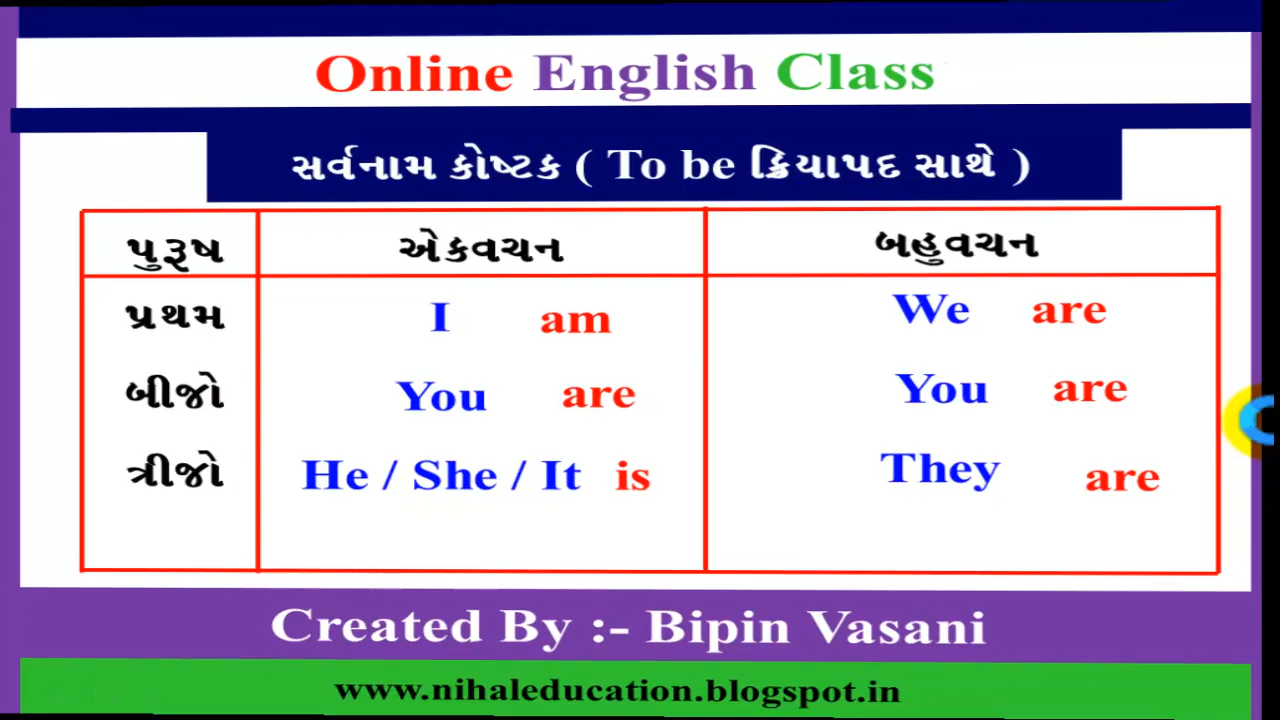 Online English Class
સર્વનામ કોષ્ટક ( To be ક્રિયાપદ સાથે )
પુરૂષ એકવચન બહુવચન
પ્રથમ I am We are
બીજો You are You are
ત્રીજો He / She / It is They are
Created By :- Bipin Vasani
www.nihaleducation.blogspot.in